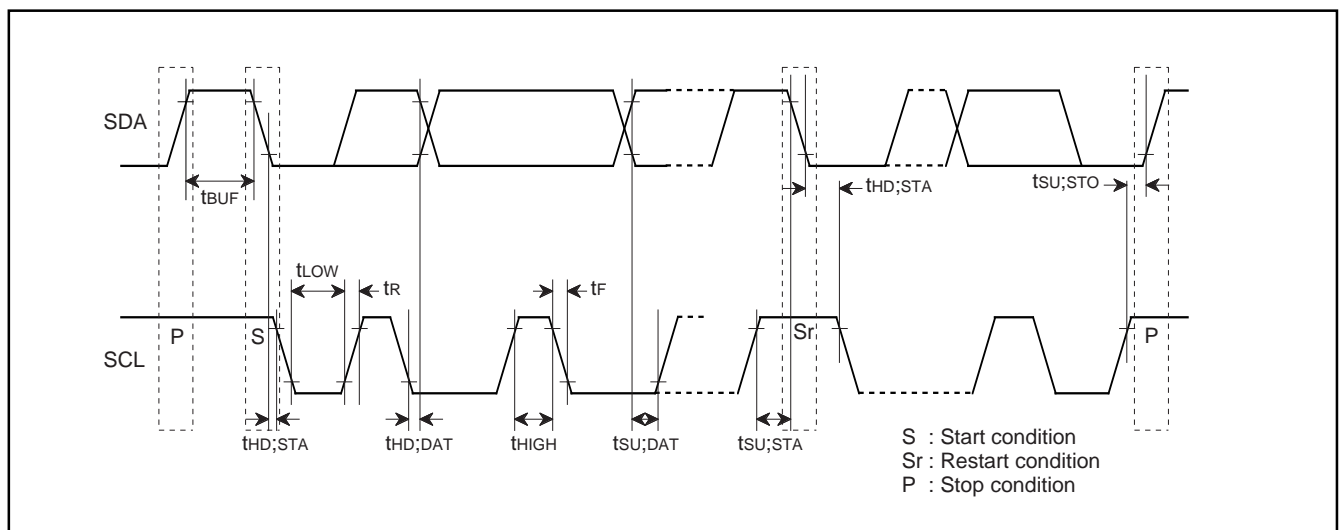 SDA
tBUF
tHD;STA
tSU;STO
tLOW
tR
tF
SCL
P
S
Sr
P
tHD;STA
tHD;DAT
tHIGH
tSU;DAT
tSU;STA
S : Start condition
Sr : Restart condition
P : Stop condition